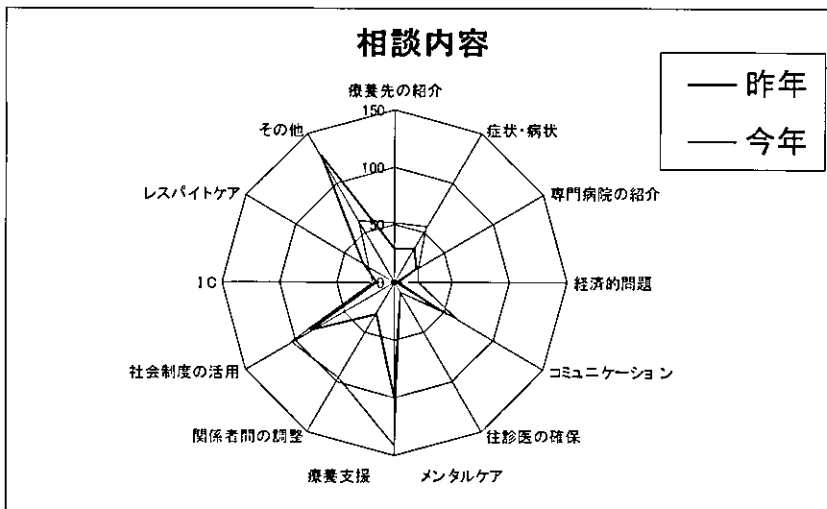 相談内容
昨年
今年
療養先の紹介
症状・病状
専門病院の紹介
経済的問題
コミュニケーション
往診医の確保
メンタルケア
療養支援
関係者間の調整
社会制度の活用
IC
レスパイトケア
その他
150
100
50
0